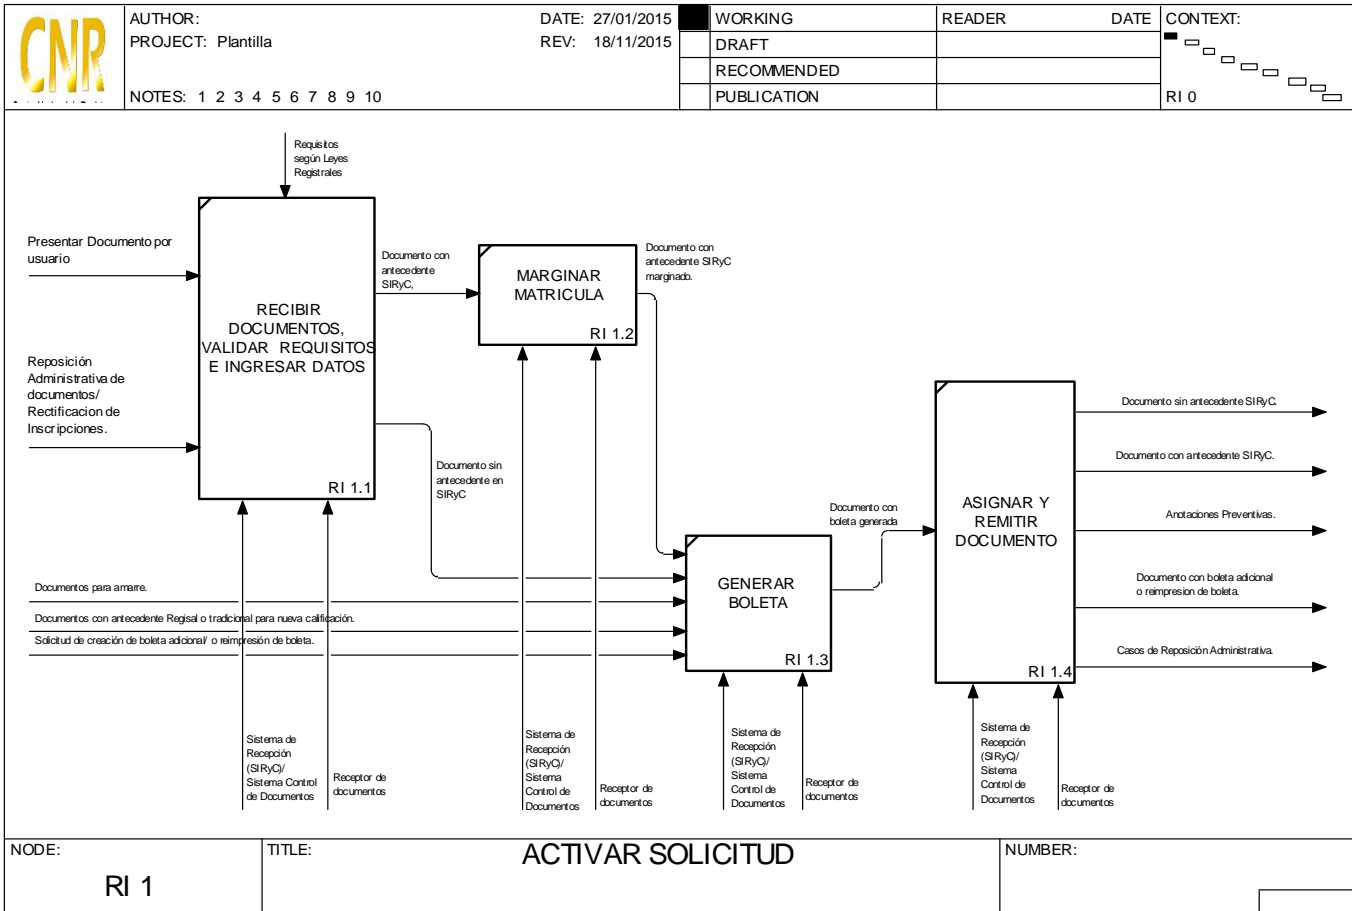 CNR
AUTHOR:
DATE: 27/01/2015
PROJECT: Plantilla
REV: 18/11/2015
NOTES: 1 2 3 4 5 6 7 8 9 10
WORKING
DRAFT
RECOMMENDED
PUBLICATION
READER DATE
CONTEXT:
RI 0
Requisitos
según Leyes
Registrales
Presentar Documento por
usuario
Reposición
Administrativa de
documentos/
Rectificacion de
Inscripciones.
RECIBIR
DOCUMENTOS,
VALIDAR REQUISITOS
E INGRESAR DATOS
RI 1.1
Documento con
antecedente
SIRyC,
MARGINAR
MATRICULA
RI 1.2
Documento con
antecedente SIRyC
marginado.
Documento sin
antecedente en
SIRyC
Documentos para amarre.
Documentos con antecedente Regisal o tradicional para nueva calificación.
Solicitud de creación de boleta adicional/ o reimpresión de boleta.
GENERAR
BOLETA
RI 1.3
Documento con
boleta generada
ASIGNAR Y
REMITIR
DOCUMENTO
RI 1.4
Documento sin antecedente SIRyC.
Documento con antecedente SIRyC.
Anotaciones Preventivas.
Documento con boleta adicional
o reimpresion de boleta.
Casos de Reposición Administrativa.
Sistema de
Recepción
(SIRyC)/
Sistema Control
de Documentos
Receptor de
documentos
Sistema de
Recepción
(SIRyC)/
Sistema
Control de
Documentos
Receptor de
documentos
Sistema de
Recepción
(SIRyC)/
Sistema
Control de
Documentos
Receptor de
documentos
Sistema de
Recepción
(SIRyC)/
Sistema
Control de
Documentos
Receptor de
documentos
NODE:
RI 1
TITLE:
ACTIVAR SOLICITUD
NUMBER: